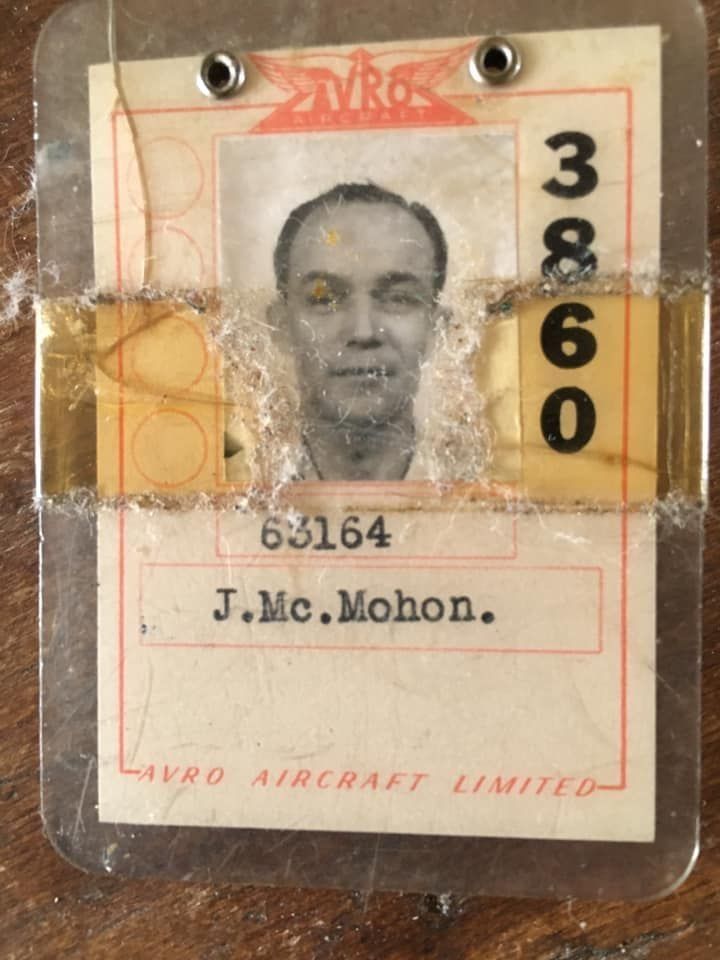 AVRO
AIRCRAFT
3
8
6
0
63164
J.Mc.Mohon.
AVRO AIRCRAFT LIMITED